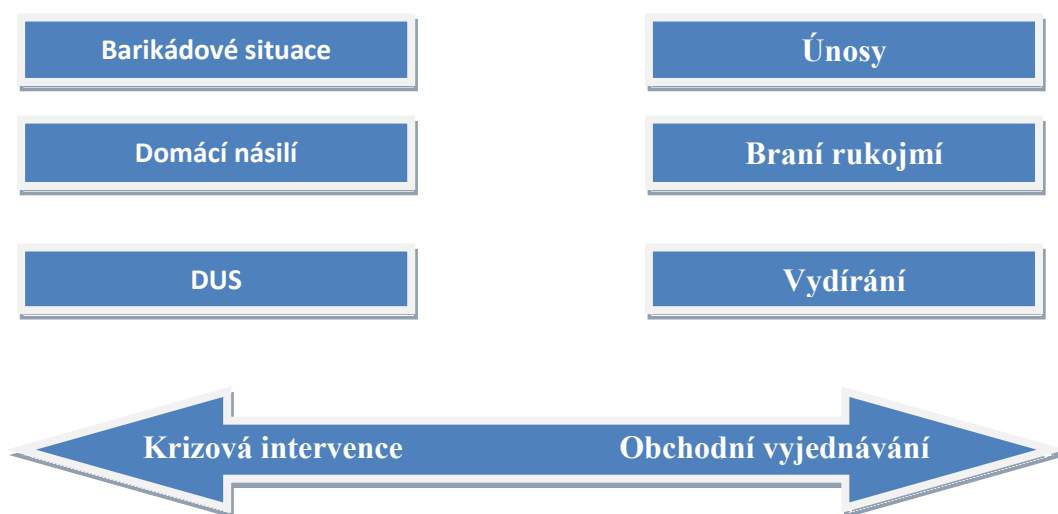 Barikádové situace
Únosy
Domácí násilí
Braní rukojmí
DUS
Vydírání
Krizová intervence
Obchodní vyjednávání